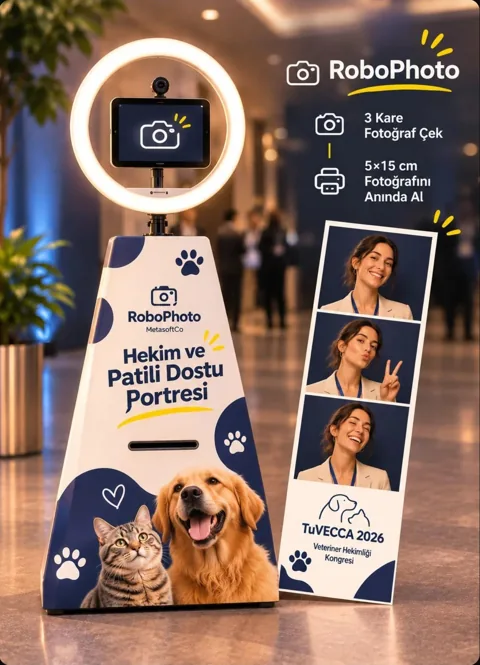 RoboPhoto
3 Kare
Fotoğraf Çek
5×15 cm
Fotoğrafını
Anında Al
RoboPhoto
MetasoftCo
Hekim ve
Patili Dostu
Portresi
TuVECCA 2026
Veteriner Hekimliği
Kongresi